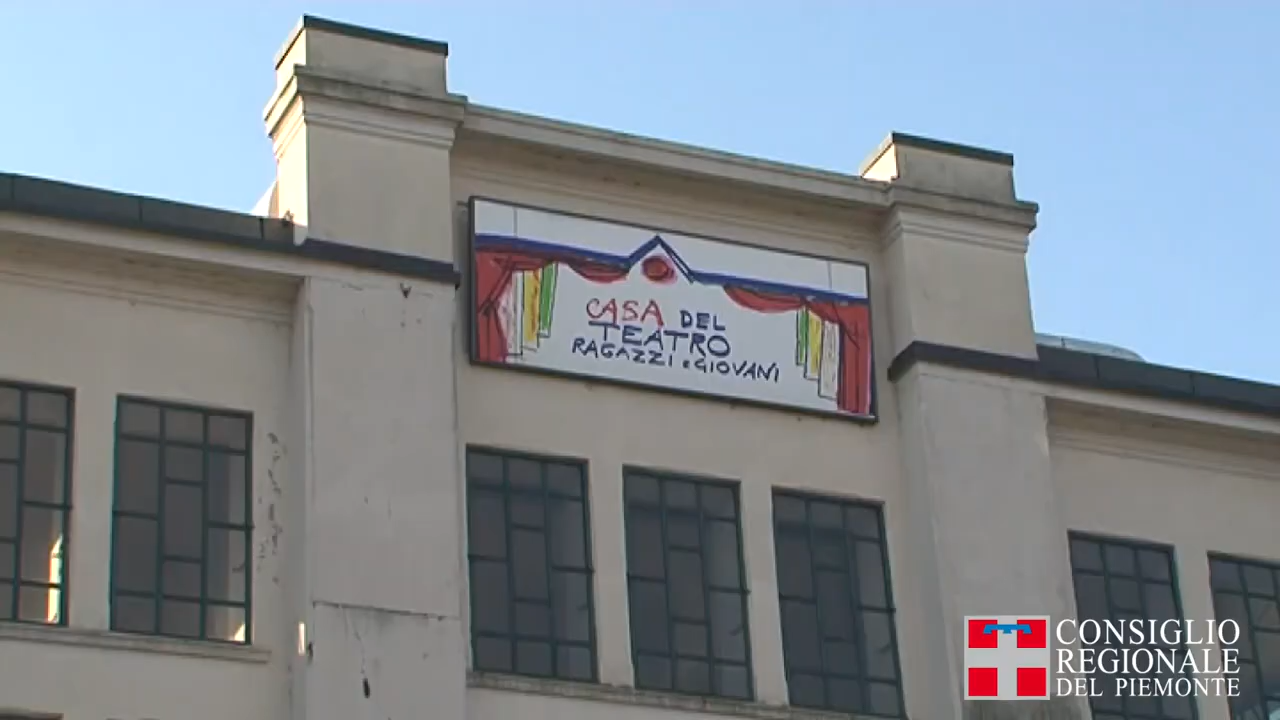 CASA DEL
TEATRO
RAGAZZI e GIOVANI
CONSIGLIO
REGIONALE
DEL PIEMONTE